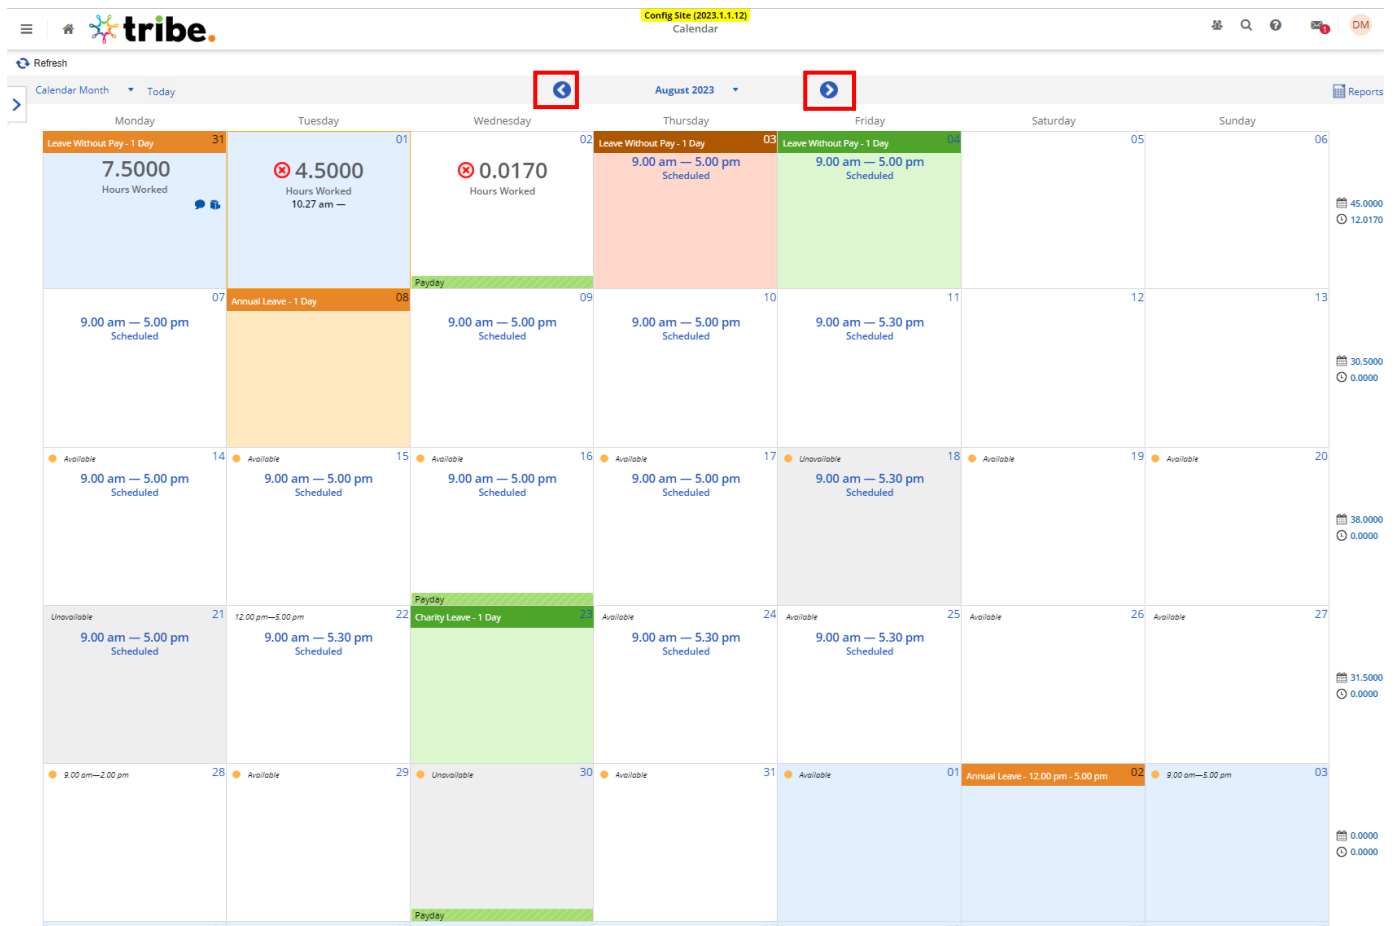 Config Site (2023.1.1.12)
tribe.
Calendar
1
DM
Refresh
Calendar Month
Today
August 2023
Reports
Monday Tuesday Wednesday Thursday Friday Saturday Sunday
Leave Without Pay - 1 Day 31 01 02 Leave Without Pay - 1 Day 03 Leave Without Pay - 1 Day 04 05 06
7.5000 4.5000 0.0170 9.00 am — 5.00 pm 9.00 am — 5.00 pm
Hours Worked Hours Worked Hours Worked Scheduled Scheduled
10.27 am —
45.0000
12.0170
Payday
07 Annual Leave - 1 Day 08 09 10 11 12 13
9.00 am — 5.00 pm 9.00 am — 5.00 pm 9.00 am — 5.00 pm 9.00 am — 5.30 pm
Scheduled Scheduled Scheduled Scheduled
30.5000
0.0000
Available 14 Available 15 Available 16 Available 17 Unavailable 18 Available 19 Available 20
9.00 am — 5.00 pm 9.00 am — 5.00 pm 9.00 am — 5.00 pm 9.00 am — 5.00 pm 9.00 am — 5.30 pm
Scheduled Scheduled Scheduled Scheduled Scheduled
38.0000
0.0000
Payday
Unavailable 21 12.00 pm—5.00 pm 22 Charity Leave - 1 Day 23 Available 24 Available 25 Available 26 Available 27
9.00 am — 5.00 pm 9.00 am — 5.30 pm 9.00 am — 5.30 pm 9.00 am — 5.30 pm
Scheduled Scheduled Scheduled Scheduled
31.5000
0.0000
9.00 am—2.00 pm 28 Available 29 Unavailable 30 Available 31 Available 01 Annual Leave - 12.00 pm - 5.00 pm 02 9.00 am—5.00 pm 03
0.0000
0.0000
Payday